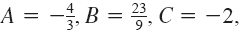 A = −4/3, B = 23/9, C = −2,